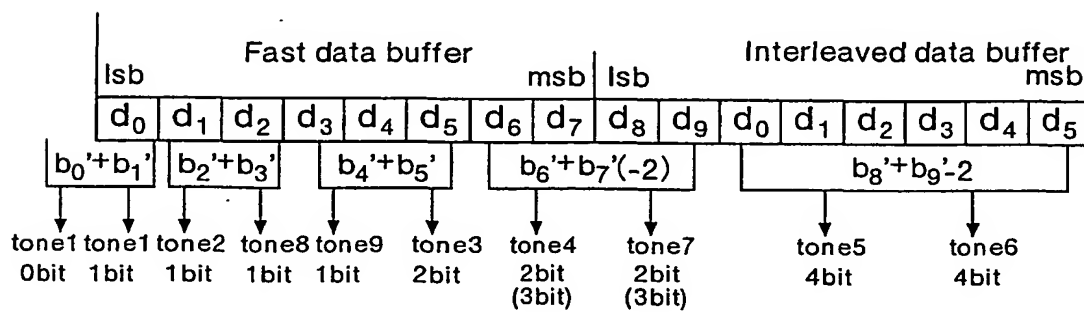 Fast data buffer Interleaved data buffer
lsb msb lsb msb
d0 d1 d2 d3 d4 d5 d6 d7 d8 d9 d0 d1 d2 d3 d4 d5
b0'+b1' b2'+b3' b4'+b5' b6'+b7'(-2) b8'+b9'-2
tone1 tone1 tone2 tone8 tone9 tone3 tone4 tone7 tone5 tone6
0bit 1bit 1bit 1bit 1bit 2bit 2bit 2bit 4bit 4bit
(3bit) (3bit)